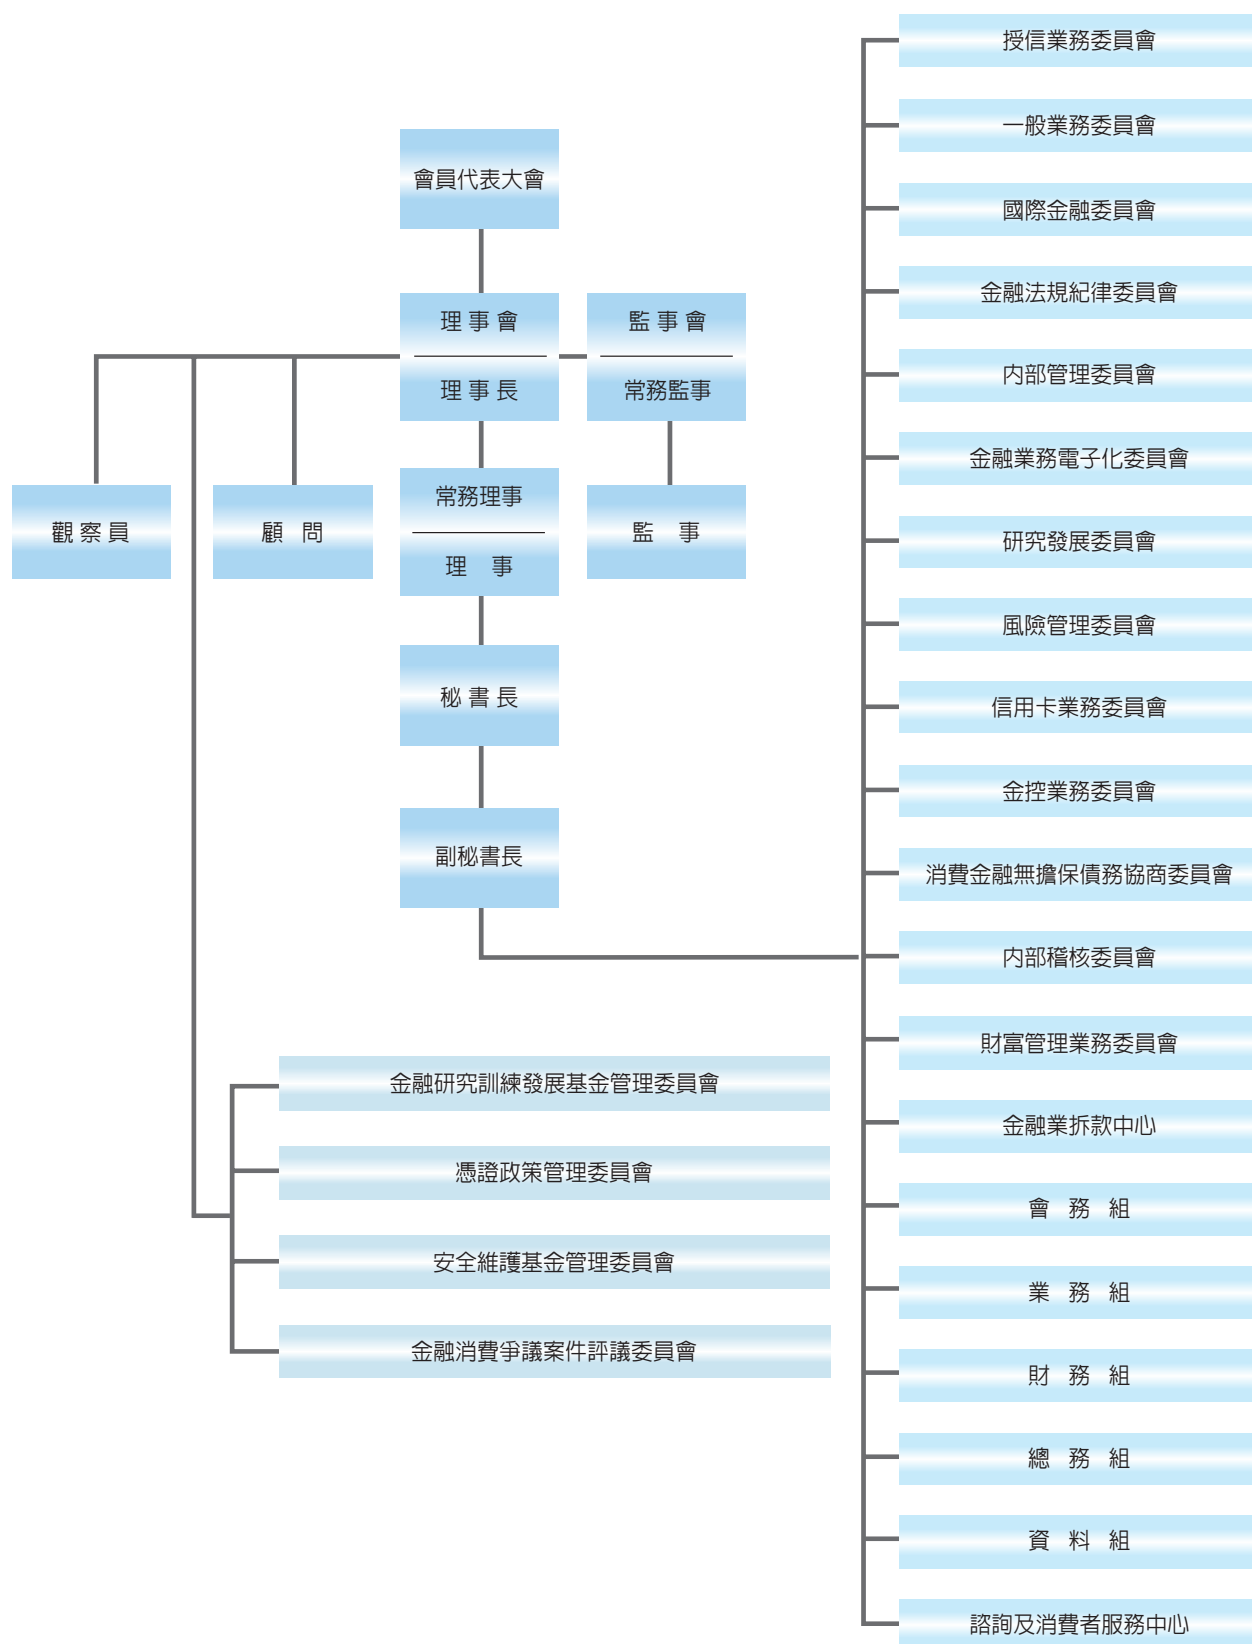 會員代表大會
理事會
理事長
監事會
常務監事
觀察員
顧問
常務理事
理事
監事
秘書長
副秘書長
金融研究訓練發展基金管理委員會
憑證政策管理委員會
安全維護基金管理委員會
金融消費爭議案件評議委員會
授信業務委員會
一般業務委員會
國際金融委員會
金融法規紀律委員會
內部管理委員會
金融業務電子化委員會
研究發展委員會
風險管理委員會
信用卡業務委員會
金控業務委員會
消費金融無擔保債務協商委員會
內部稽核委員會
財富管理業務委員會
金融業拆款中心
會務組
業務組
財務組
總務組
資料組
諮詢及消費者服務中心